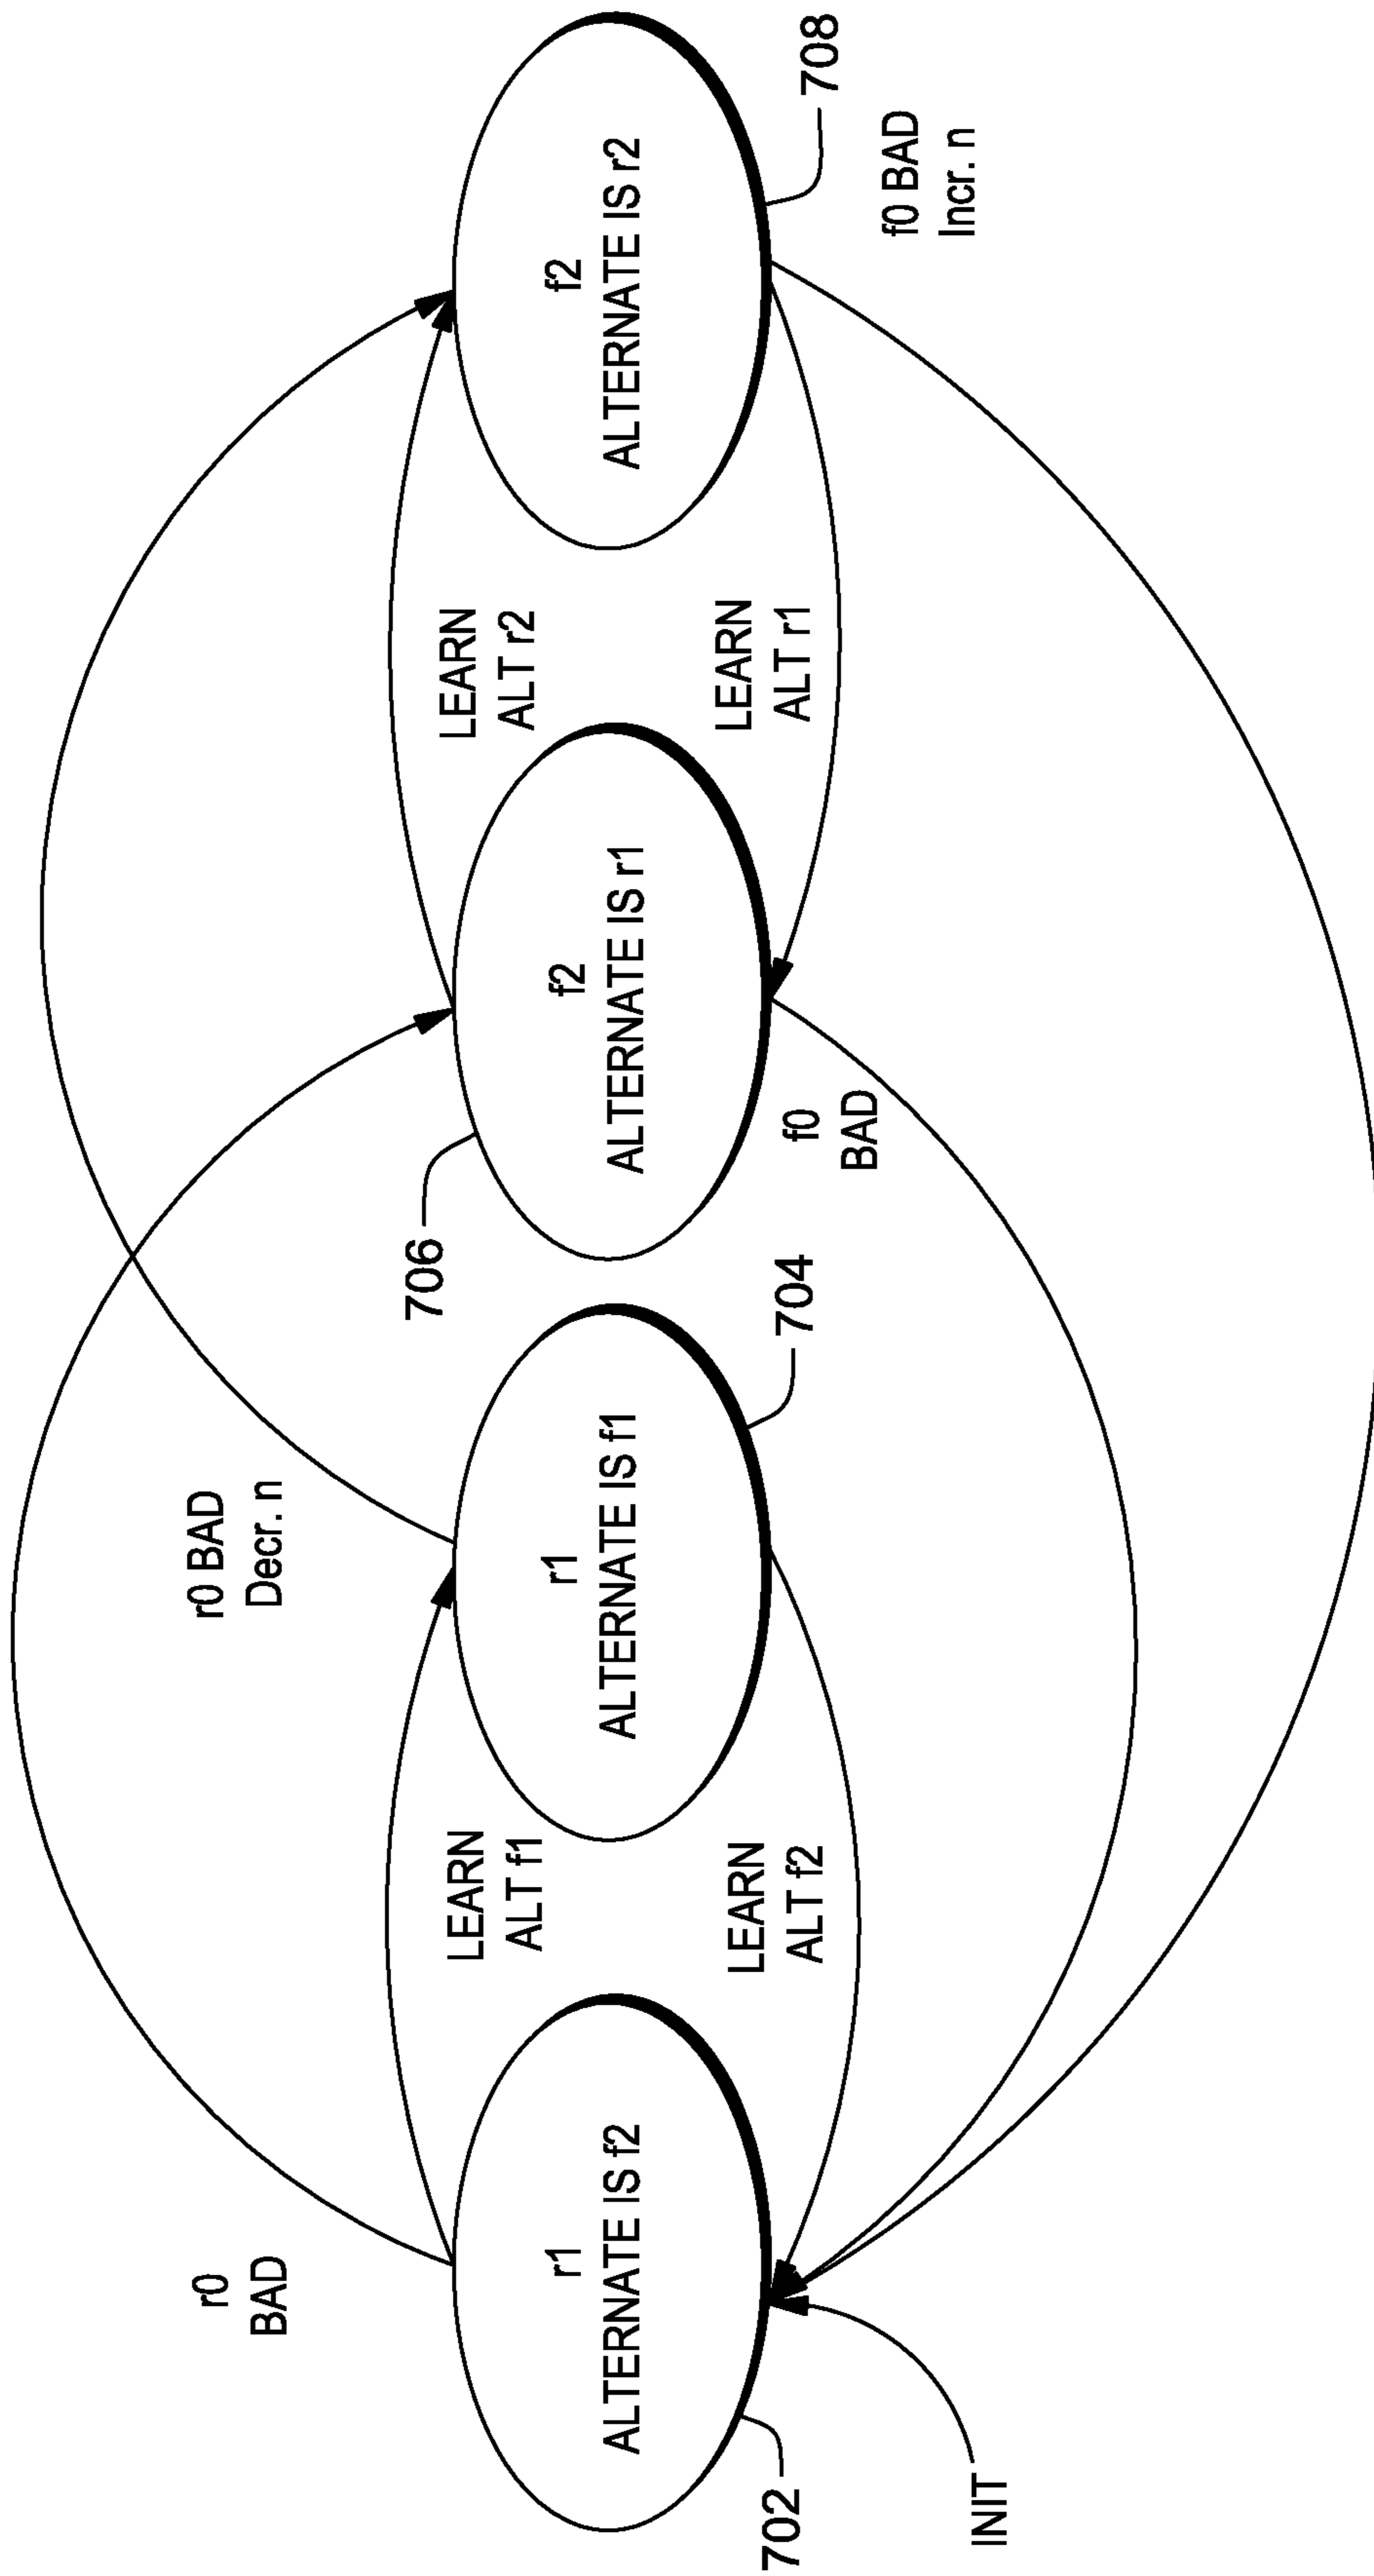 r0
BAD
r0 BAD
Decr. n
706
LEARN
ALT f1
LEARN
ALT r2
r1
ALTERNATE IS f2
r1
ALTERNATE IS f1
f2
ALTERNATE IS r1
f2
ALTERNATE IS r2
LEARN
ALT f2
LEARN
ALT r1
702
704
f0
BAD
708
f0 BAD
Incr. n
INIT